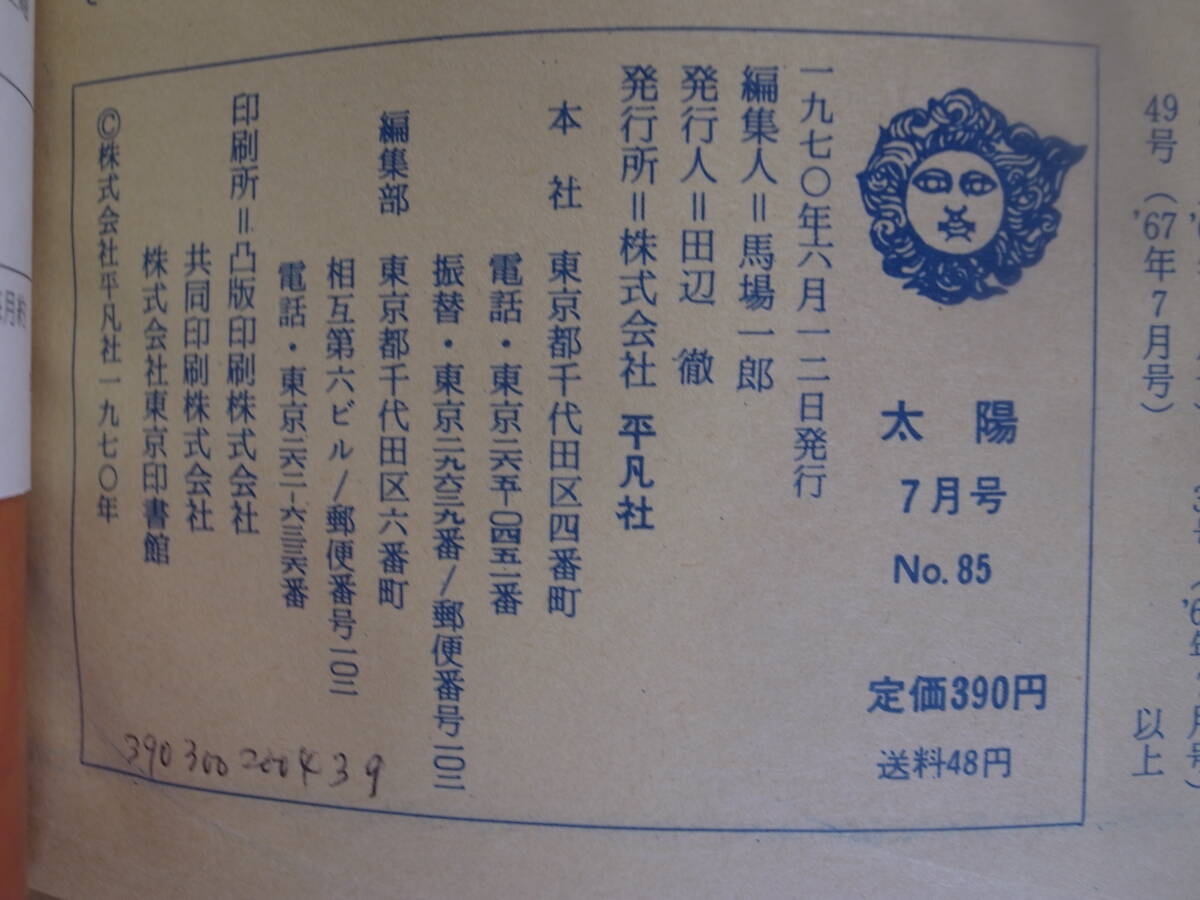 49号（'67年7月号）
以上
太陽
7月号
No.85
定価390円
送料48円
一九七〇年六月一二日発行
編集人＝馬場一郎
発行人＝田辺　徹
発行所＝株式会社 平凡社
本　社　東京都千代田区四番町
電話・東京二六五-〇四五一番
振替・東京二九六三九番/郵便番号一〇二
編集部　東京都千代田区六番町
相互第六ビル/郵便番号一〇二
電話・東京二六二-六三三六番
印刷所＝凸版印刷株式会社
共同印刷株式会社
株式会社東京印書館
©株式会社平凡社一九七〇年
390 300 200
39